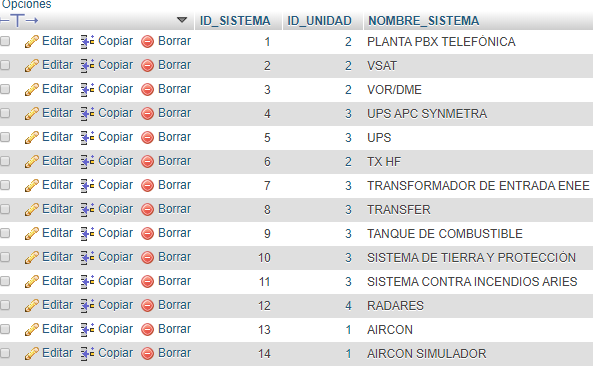 Opciones
←T→ ID_SISTEMA ID_UNIDAD NOMBRE_SISTEMA
Editar Copiar Borrar 1 2 PLANTA PBX TELEFÓNICA
Editar Copiar Borrar 2 2 VSAT
Editar Copiar Borrar 3 2 VOR/DME
Editar Copiar Borrar 4 3 UPS APC SYNMETRA
Editar Copiar Borrar 5 3 UPS
Editar Copiar Borrar 6 2 TX HF
Editar Copiar Borrar 7 3 TRANSFORMADOR DE ENTRADA ENEE
Editar Copiar Borrar 8 3 TRANSFER
Editar Copiar Borrar 9 3 TANQUE DE COMBUSTIBLE
Editar Copiar Borrar 10 3 SISTEMA DE TIERRA Y PROTECCIÓN
Editar Copiar Borrar 11 3 SISTEMA CONTRA INCENDIOS ARIES
Editar Copiar Borrar 12 4 RADARES
Editar Copiar Borrar 13 1 AIRCON
Editar Copiar Borrar 14 1 AIRCON SIMULADOR